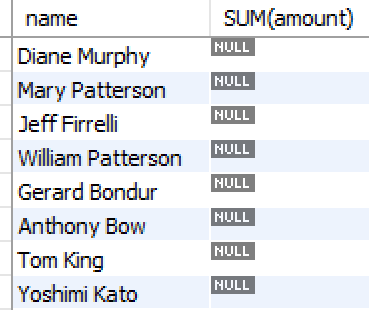 name SUM(amount)
Diane Murphy NULL
Mary Patterson NULL
Jeff Firrelli NULL
William Patterson NULL
Gerard Bondur NULL
Anthony Bow NULL
Tom King NULL
Yoshimi Kato NULL